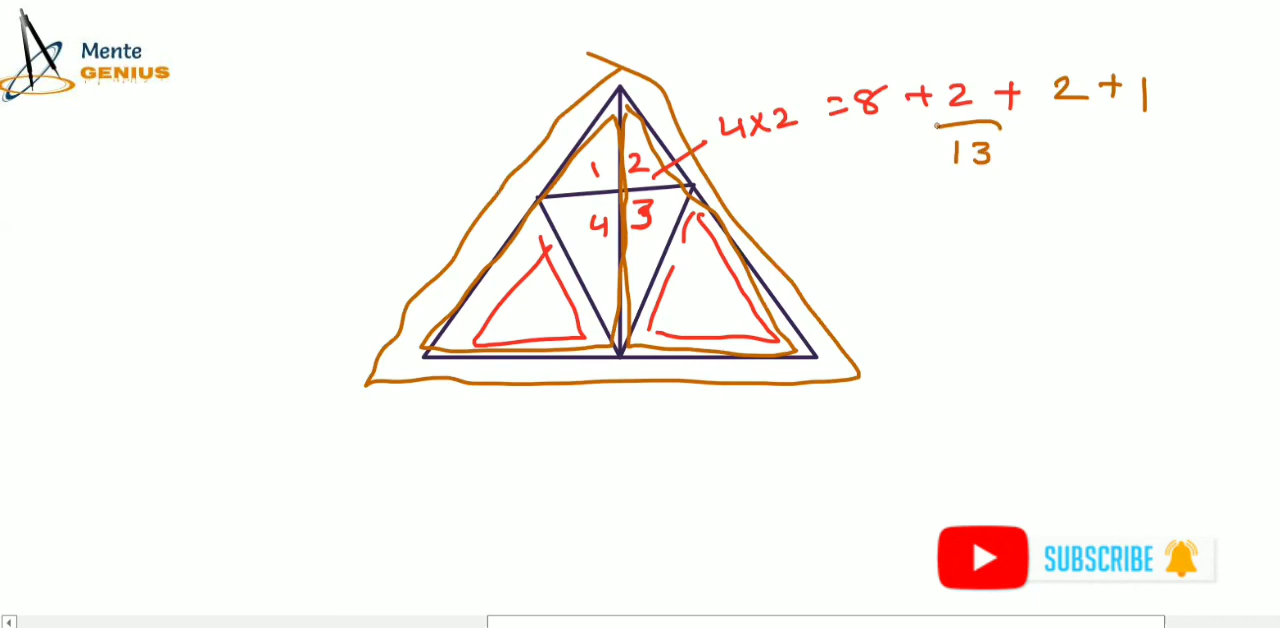 Mente
GENIUS
4x2 = 8 + 2 + 2 + 1
13
1 2
4 3
SUBSCRIBE